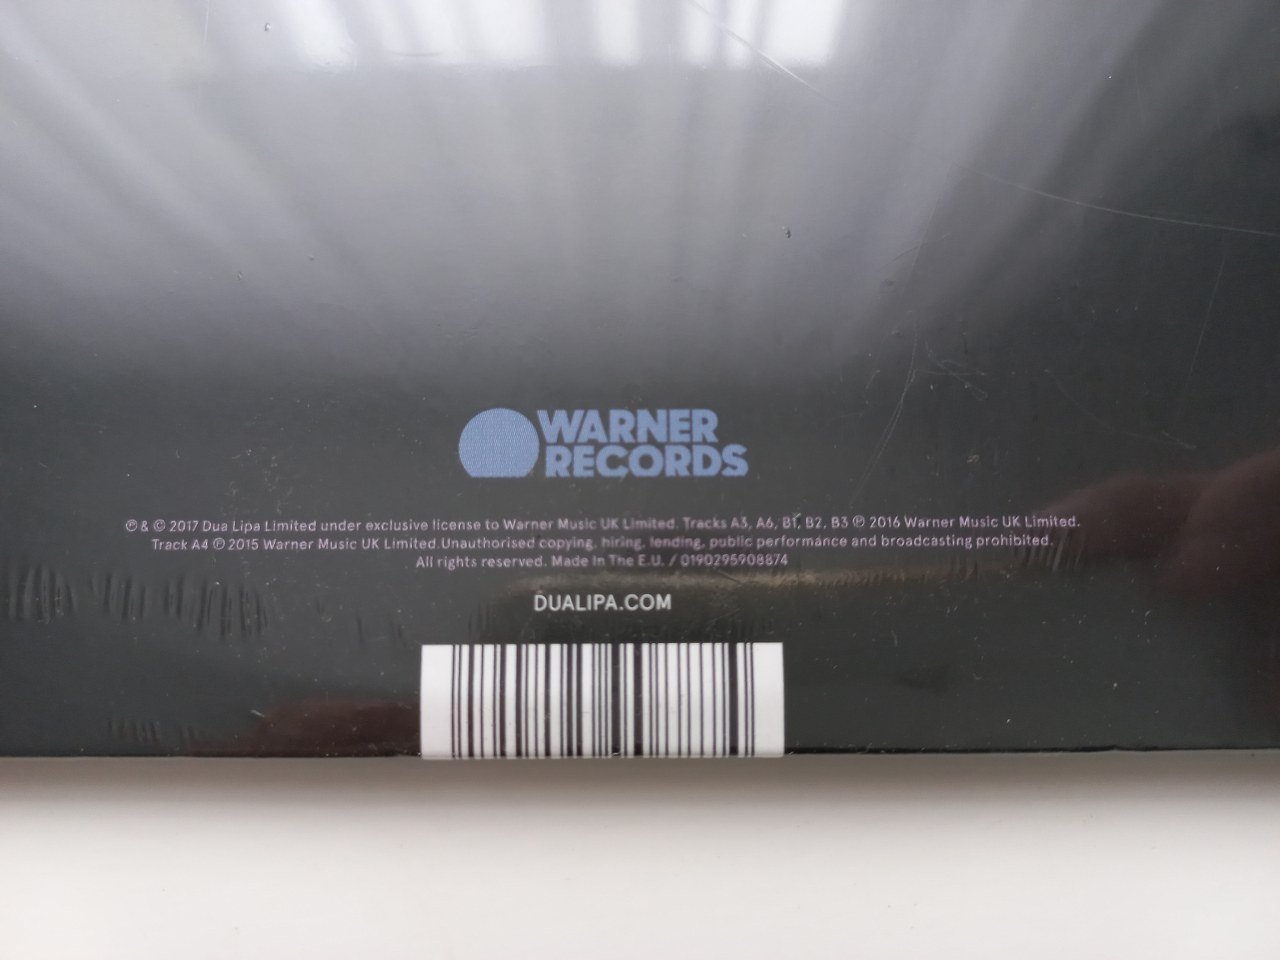 WARNER
RECORDS
℗ & © 2017 Dua Lipa Limited under exclusive license to Warner Music UK Limited. Tracks A3, A6, B1, B2, B3 ℗ 2016 Warner Music UK Limited.
Track A4 ℗ 2015 Warner Music UK Limited.Unauthorised copying, hiring, lending, public performance and broadcasting prohibited.
All rights reserved. Made In The E.U. / 0190295908874
DUALIPA.COM